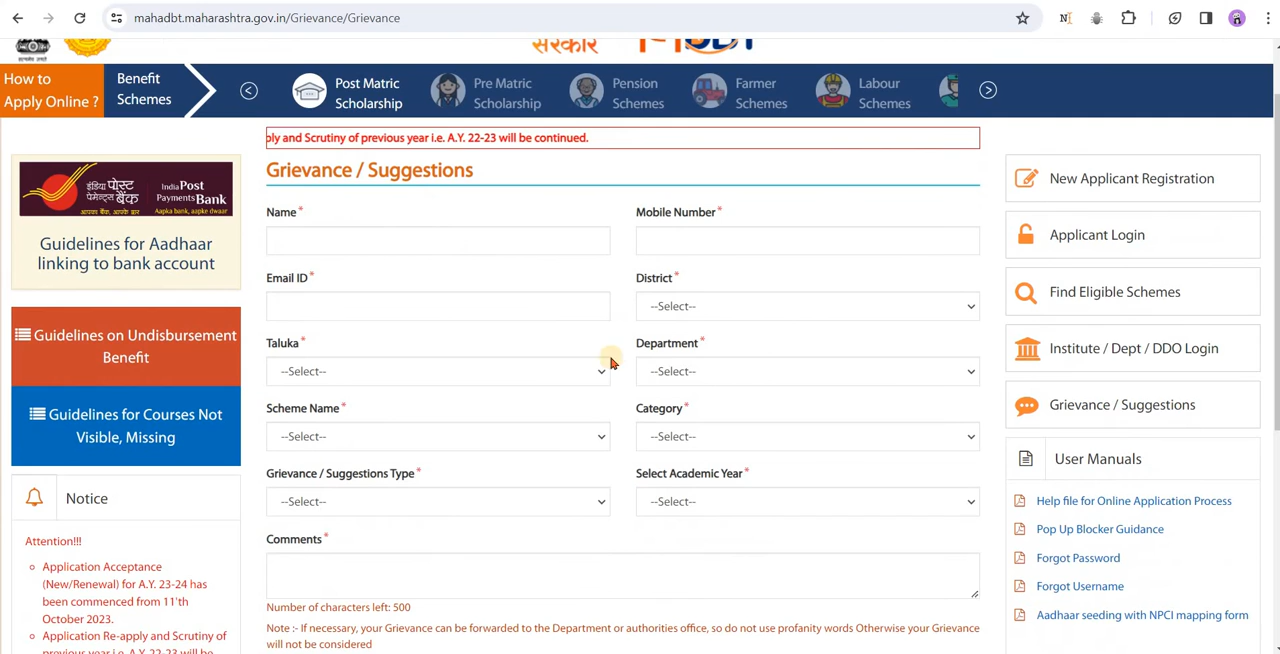 mahadbt.maharashtra.gov.in/Grievance/Grievance
सरकार
How to
Apply Online ?
Benefit
Schemes
Post Matric
Scholarship
Pre Matric
Scholarship
Pension
Schemes
Farmer
Schemes
Labour
Schemes
ply and Scrutiny of previous year i.e. A.Y. 22-23 will be continued.
इंडिया पोस्ट
पेमेन्ट्स बैंक
आपका बैंक, आपके द्वार
India Post
Payments Bank
Aapka bank, aapke dwaar
Guidelines for Aadhaar
linking to bank account
Guidelines on Undisbursement
Benefit
Guidelines for Courses Not
Visible, Missing
Notice
Attention!!!
Application Acceptance
(New/Renewal) for A.Y. 23-24 has
been commenced from 11'th
October 2023.
Application Re-apply and Scrutiny of
previous year i.e. A.Y. 22-23 will be
Grievance / Suggestions
Name *
Mobile Number *
Email ID *
District *
--Select--
Taluka *
Department *
--Select--
--Select--
Scheme Name *
Category *
--Select--
--Select--
Grievance / Suggestions Type *
Select Academic Year *
--Select--
--Select--
Comments *
Number of characters left: 500
Note :- If necessary, your Grievance can be forwarded to the Department or authorities office, so do not use profanity words Otherwise your Grievance
will not be considered
New Applicant Registration
Applicant Login
Find Eligible Schemes
Institute / Dept / DDO Login
Grievance / Suggestions
User Manuals
Help file for Online Application Process
Pop Up Blocker Guidance
Forgot Password
Forgot Username
Aadhaar seeding with NPCI mapping form